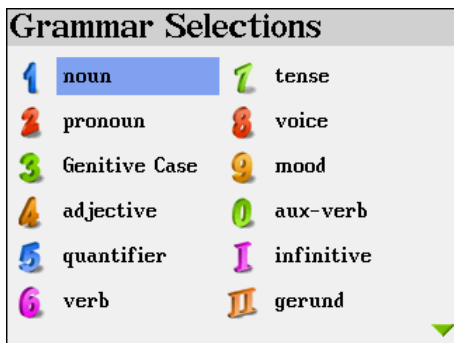 Grammar Selections
1 noun
2 pronoun
3 Genitive Case
4 adjective
5 quantifier
6 verb
7 tense
8 voice
9 mood
0 aux-verb
I infinitive
II gerund